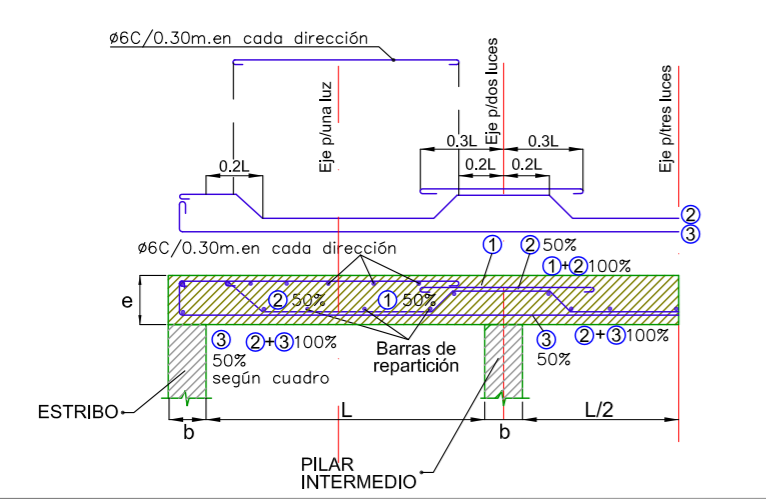 ø6C/0.30m.en cada dirección
Eje p/una luz
Eje p/dos luces
Eje p/tres luces
0.3L
0.3L
0.2L
0.2L
0.2L
2
3
ø6C/0.30m.en cada dirección
1
2 50%
1+2 100%
e
2 50%
1 50%
3
50%
según cuadro
2+3 100%
Barras de
repartición
3
50%
2+3 100%
ESTRIBO
b
L
b
L/2
PILAR
INTERMEDIO